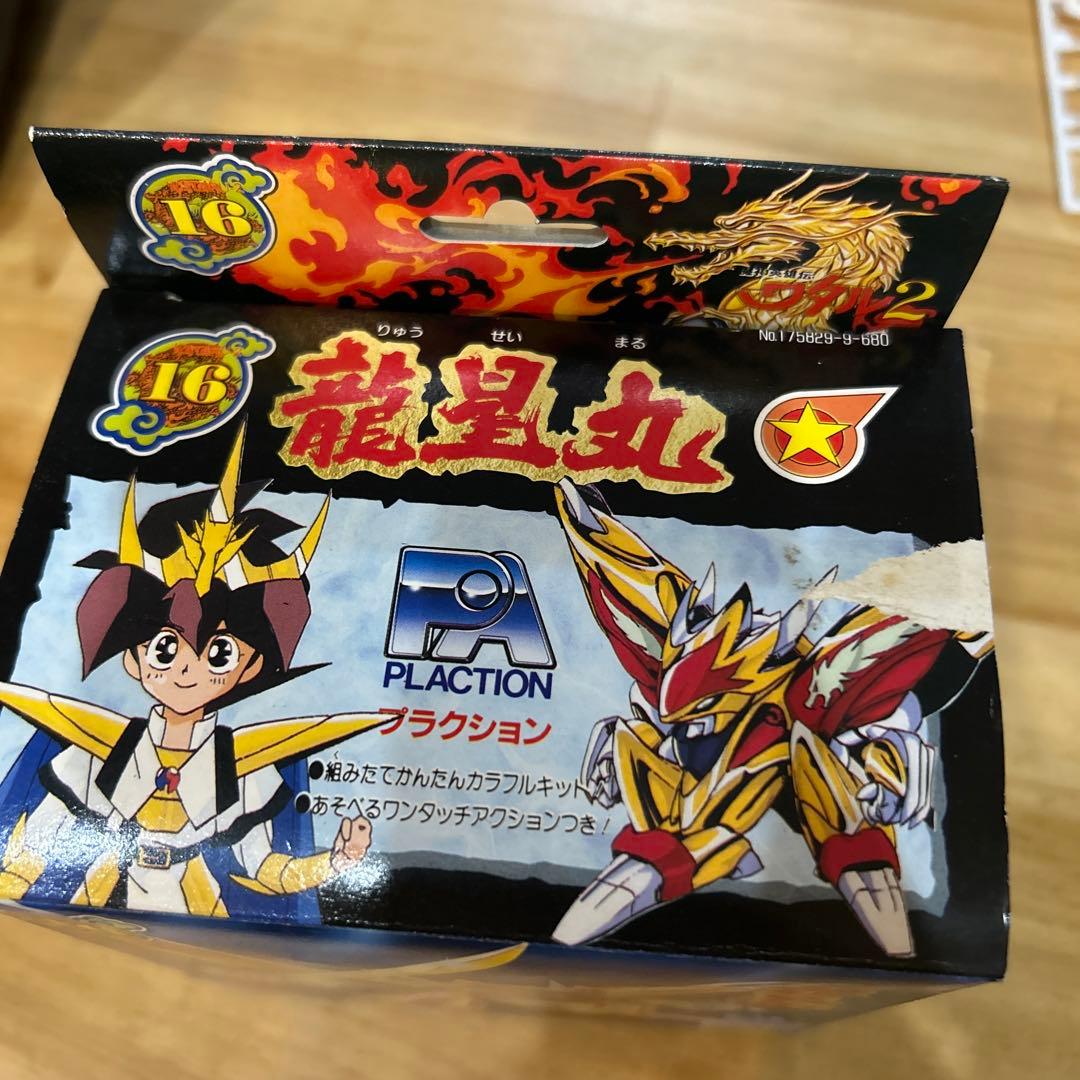 16
魔神英雄伝
ワタル2
No.175829-9-680
16
りゅう せい まる
龍星丸
PA
PLACTION
プラクション
●組みたてかんたんカラフルキット
●あそべるワンタッチアクションつき!